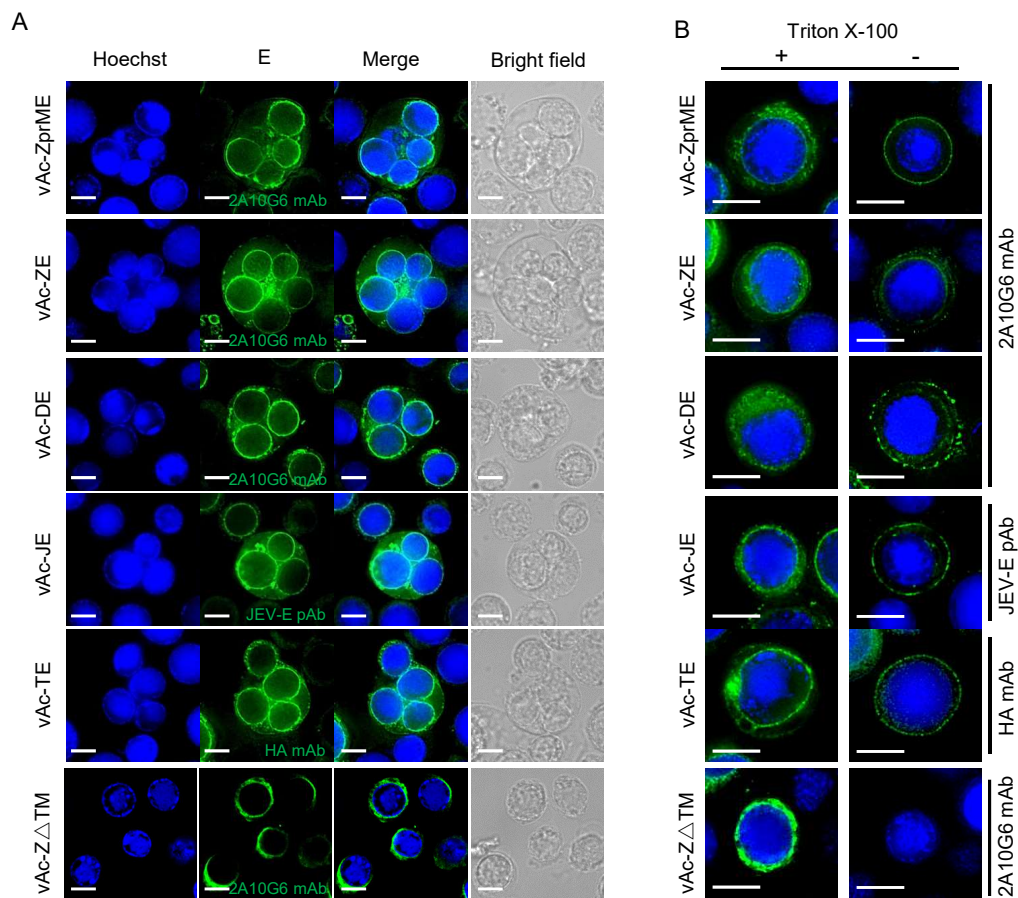 A
Hoechst E Merge Bright field
vAc-ZprME
2A10G6 mAb
vAc-ZE
2A10G6 mAb
vAc-DE
2A10G6 mAb
vAc-JE
JEV-E pAb
vAc-TE
HA mAb
vAc-Z△TM
2A10G6 mAb
B
Triton X-100
+ -
vAc-ZprME
vAc-ZE
vAc-DE
2A10G6 mAb
vAc-JE
JEV-E pAb
vAc-TE
HA mAb
vAc-Z△TM
2A10G6 mAb